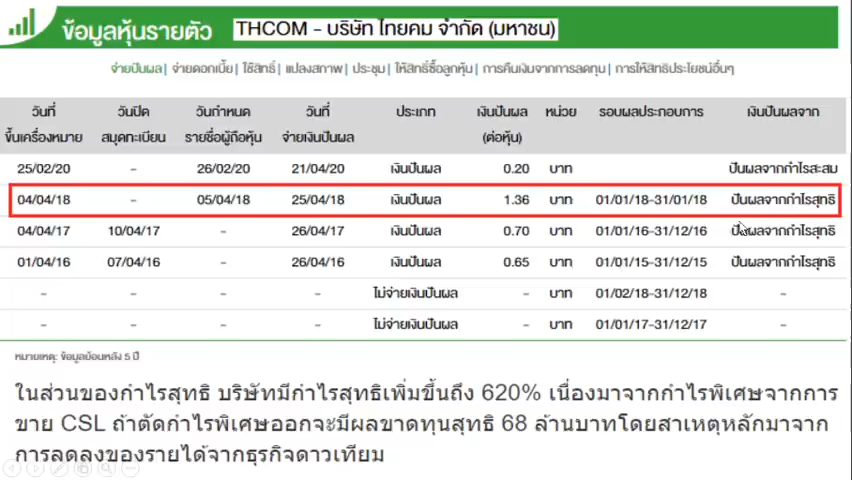 ข้อมูลหุ้นรายตัว THCOM - บริษัท ไทยคม จำกัด (มหาชน)
จ่ายปันผล| จ่ายดอกเบี้ย| ใช้สิทธิ์| แปลงสภาพ| ประชุม| ให้สิทธิ์ซื้อลูกหุ้น| การคืนเงินจากการลดทุน| การให้สิทธิประโยชน์อื่นๆ
วันที่ วันปิด วันกำหนด วันที่ ประเภท เงินปันผล หน่วย รอบผลประกอบการ เงินปันผลจาก
ขึ้นเครื่องหมาย สมุดทะเบียน รายชื่อผู้ถือหุ้น จ่ายเงินปันผล (ต่อหุ้น)
25/02/20 - 26/02/20 21/04/20 เงินปันผล 0.20 บาท ปันผลจากกำไรสะสม
04/04/18 - 05/04/18 25/04/18 เงินปันผล 1.36 บาท 01/01/18-31/01/18 ปันผลจากกำไรสุทธิ
04/04/17 10/04/17 - 26/04/17 เงินปันผล 0.70 บาท 01/01/16-31/12/16 ปันผลจากกำไรสุทธิ
01/04/16 07/04/16 - 26/04/16 เงินปันผล 0.65 บาท 01/01/15-31/12/15 ปันผลจากกำไรสุทธิ
- - - - ไม่จ่ายเงินปันผล - บาท 01/02/18-31/12/18 -
- - - - ไม่จ่ายเงินปันผล - บาท 01/01/17-31/12/17 -
หมายเหตุ: ข้อมูลย้อนหลัง 5 ปี
ในส่วนของกำไรสุทธิ บริษัทมีกำไรสุทธิเพิ่มขึ้นถึง 620% เนื่องมาจากกำไรพิเศษจากการ
ขาย CSL ถ้าตัดกำไรพิเศษออกจะมีผลขาดทุนสุทธิ 68 ล้านบาทโดยสาเหตุหลักมาจาก
การลดลงของรายได้จากธุรกิจดาวเทียม